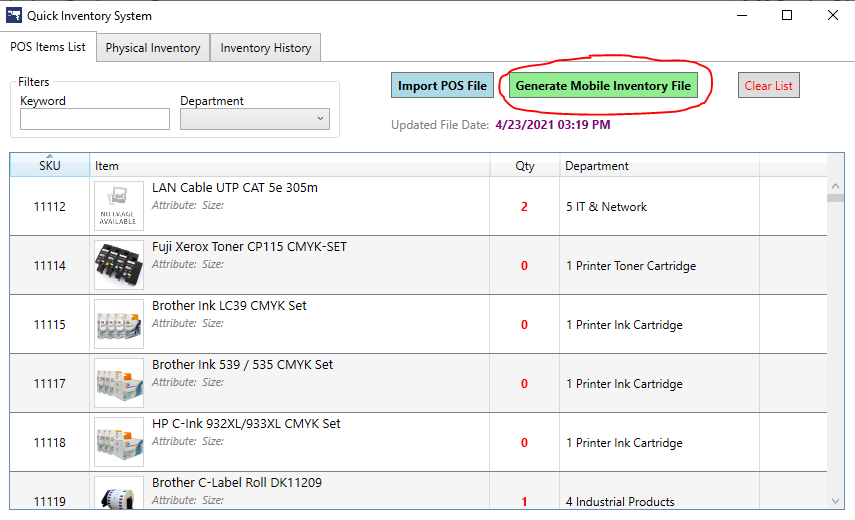 Quick Inventory System
POS Items List
Physical Inventory
Inventory History
Filters
Keyword
Department
Import POS File
Generate Mobile Inventory File
Clear List
Updated File Date: 4/23/2021 03:19 PM
SKU Item Qty Department
11112
NO IMAGE
AVAILABLE
LAN Cable UTP CAT 5e 305m
Attribute: Size:
2
5 IT & Network
11114
Fuji Xerox Toner CP115 CMYK-SET
Attribute: Size:
0
1 Printer Toner Cartridge
11115
Brother Ink LC39 CMYK Set
Attribute: Size:
0
1 Printer Ink Cartridge
11117
Brother Ink 539 / 535 CMYK Set
Attribute: Size:
0
1 Printer Ink Cartridge
11118
HP C-Ink 932XL/933XL CMYK Set
Attribute: Size:
0
1 Printer Ink Cartridge
11119
Brother C-Label Roll DK11209
Attribute: Size:
1
4 Industrial Products